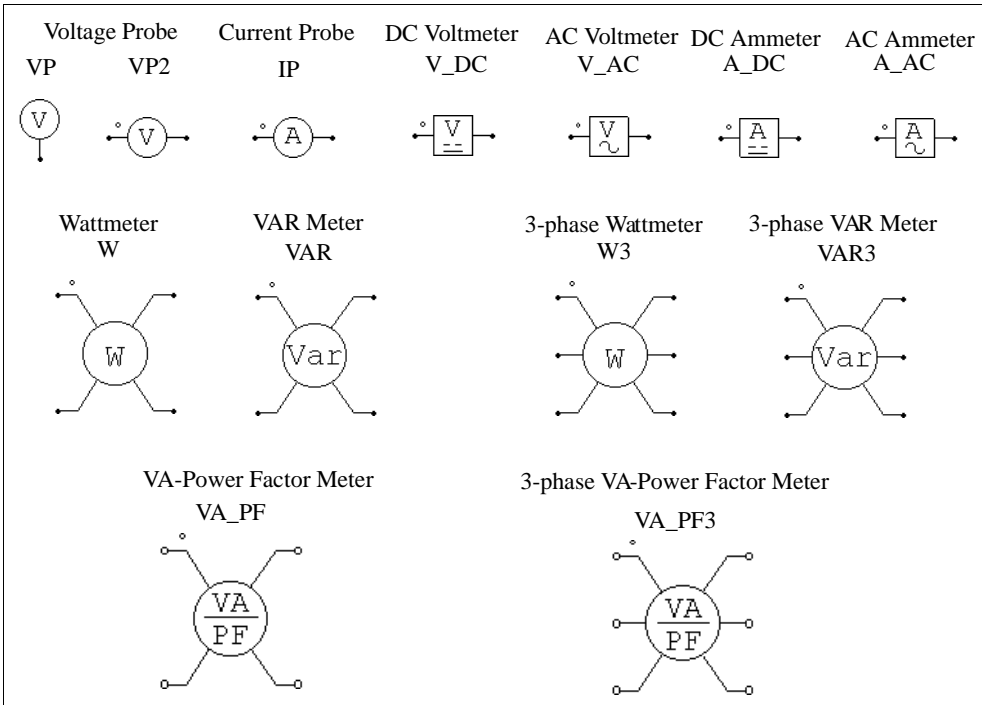 Voltage Probe
Current Probe
DC Voltmeter
AC Voltmeter
DC Ammeter
AC Ammeter
VP
VP2
IP
V_DC
V_AC
A_DC
A_AC
V
V
A
V
V
A
A
Wattmeter
VAR Meter
3-phase Wattmeter
3-phase VAR Meter
W
VAR
W3
VAR3
W
Var
W
Var
VA-Power Factor Meter
3-phase VA-Power Factor Meter
VA_PF
VA_PF3
VA
PF
VA
PF